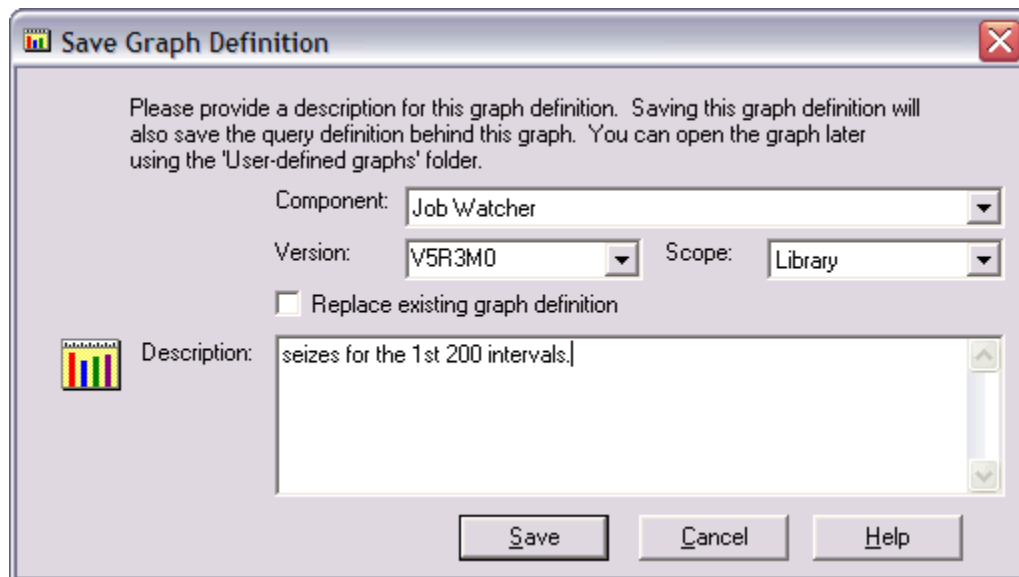 Save Graph Definition
Please provide a description for this graph definition. Saving this graph definition will
also save the query definition behind this graph. You can open the graph later
using the 'User-defined graphs' folder.
Component: Job Watcher
Version: V5R3M0 Scope: Library
Replace existing graph definition
Description: seizes for the 1st 200 intervals.
Save Cancel Help